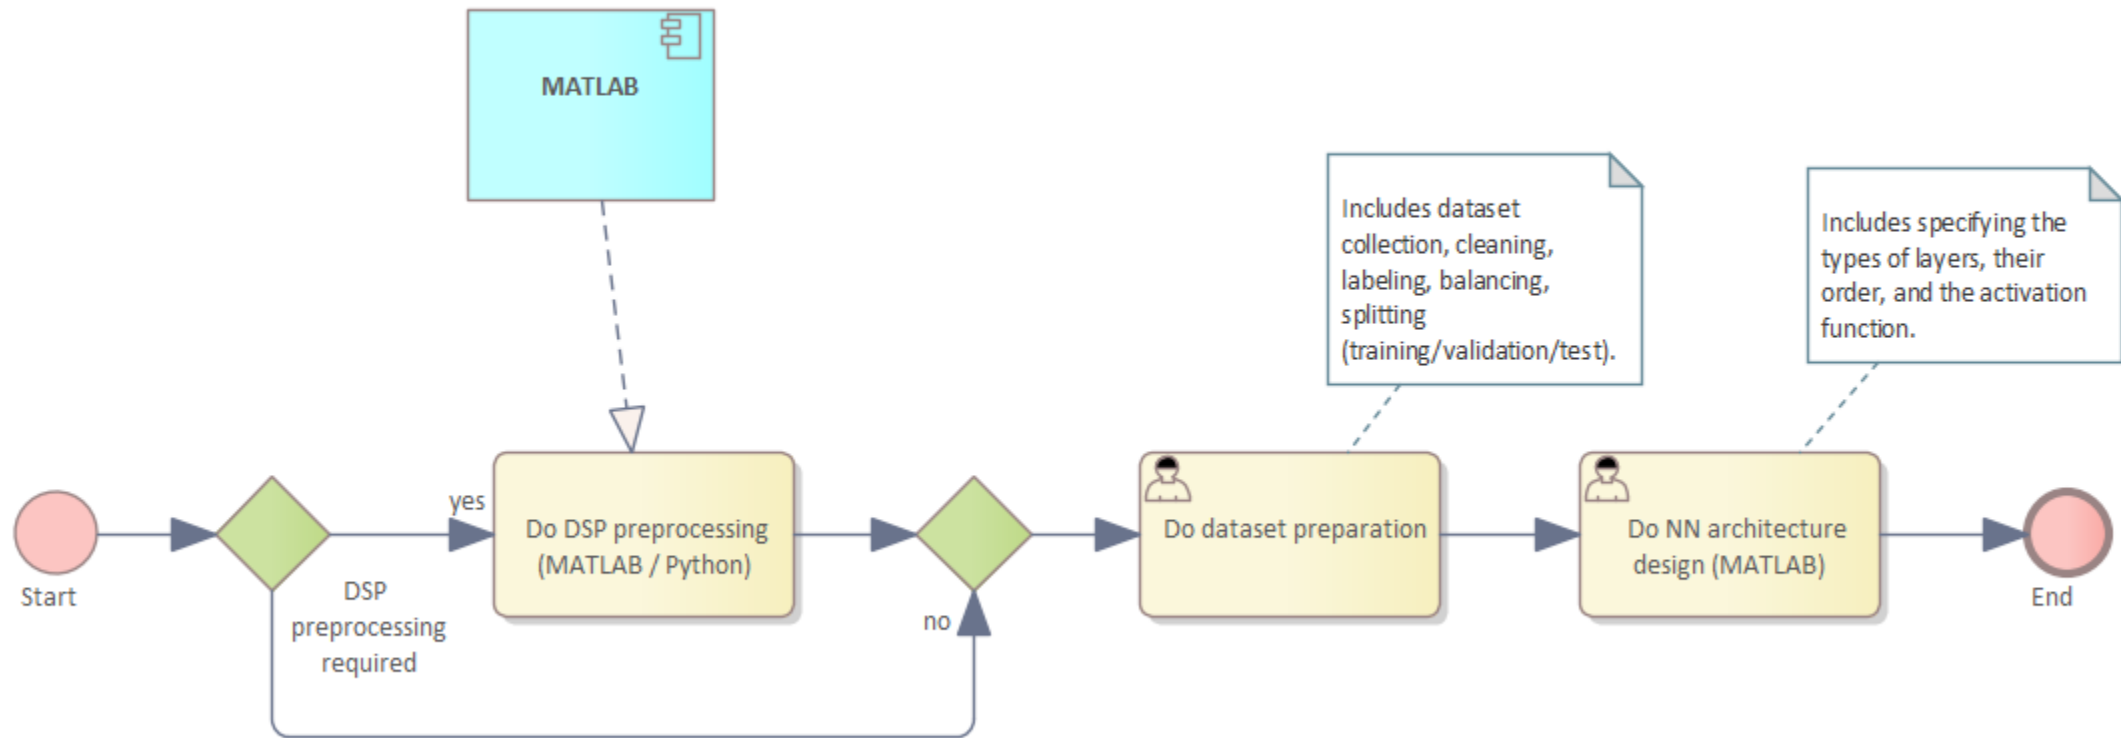 MATLAB
Includes dataset
collection, cleaning,
labeling, balancing,
splitting
(training/validation/test).
Includes specifying the
types of layers, their
order, and the activation
function.
Start
DSP
preprocessing
required
yes
Do DSP preprocessing
(MATLAB / Python)
no
Do dataset preparation
Do NN architecture
design (MATLAB)
End